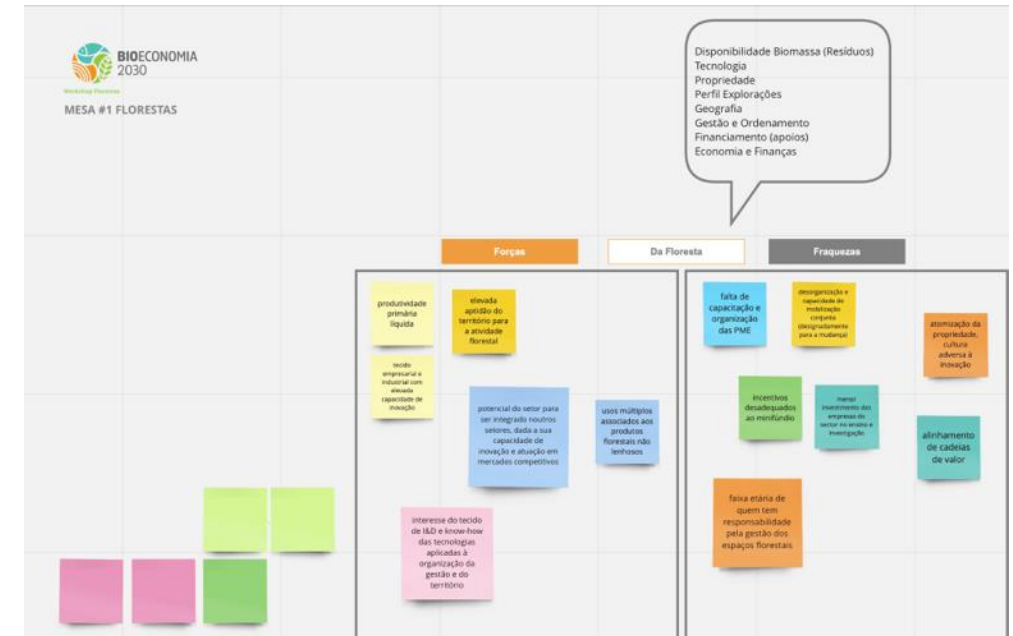 BIOECONOMIA
2030
Workshop Florestas
MESA #1 FLORESTAS
Disponibilidade Biomassa (Resíduos)
Tecnologia
Propriedade
Perfil Explorações
Geografia
Gestão e Ordenamento
Financiamento (apoios)
Economia e Finanças
Forças
Da Floresta
Fraquezas
produtividade
primária
líquida
elevada
aptidão do
território para
a atividade
florestal
tecido
empresarial e
industrial com
elevada
capacidade de
inovação
potencial do setor para
ser integrado noutros
setores, dada a sua
capacidade de
inovação e atuação em
mercados competitivos
usos múltiplos
associados aos
produtos
florestais não
lenhosos
interesse do tecido
de I&D e know-how
das tecnologias
aplicadas à
organização da
gestão e do
território
falta de
capacitação e
organização
das PME
desorganização e
capacidade de
mobilização
conjunta
(designadamente
para a mudança)
atomização da
propriedade,
cultura
adversa à
inovação
incentivos
desadequados
ao minifúndio
menor
investimento das
empresas do
sector no ensino e
investigação
alinhamento
de cadeias
de valor
faixa etária de
quem tem
responsabilidade
pela gestão dos
espaços florestais